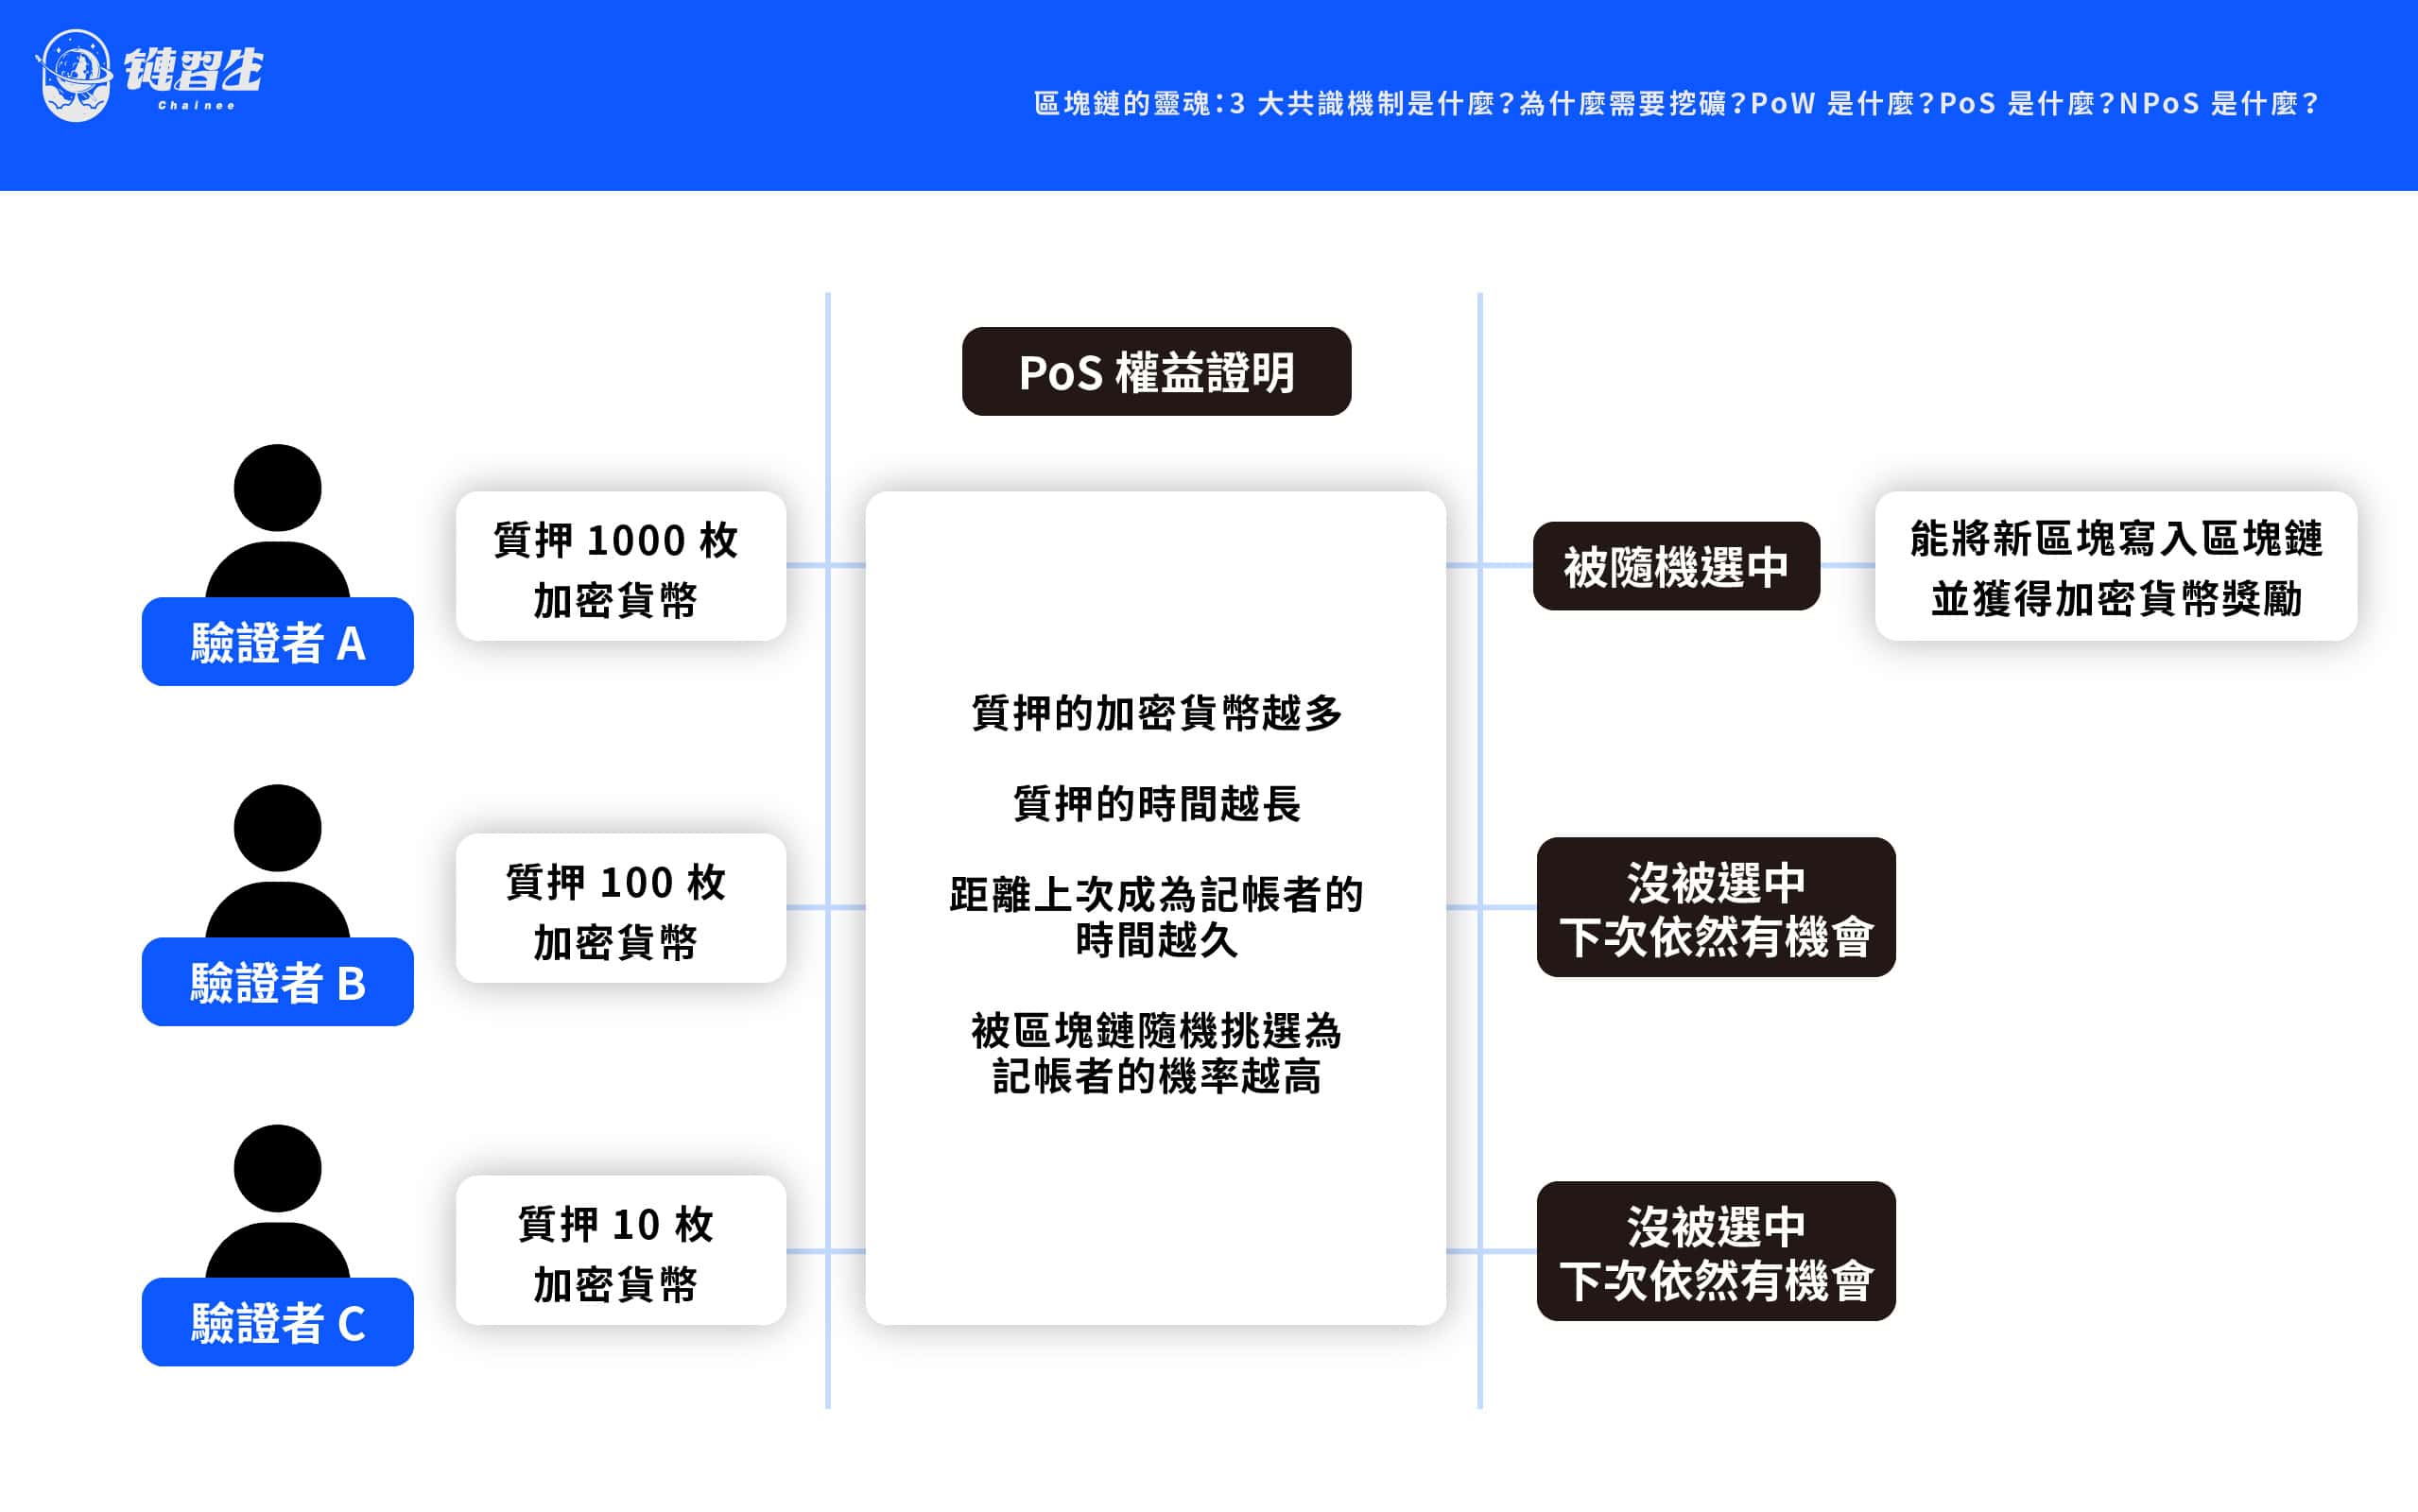 鏈習生
Chainee
區塊鏈的靈魂：3 大共識機制是什麼？為什麼需要挖礦？PoW 是什麼？PoS 是什麼？NPoS 是什麼？
PoS 權益證明
驗證者 A
質押 1000 枚
加密貨幣
被隨機選中
能將新區塊寫入區塊鏈
並獲得加密貨幣獎勵
質押的加密貨幣越多
質押的時間越長
距離上次成為記帳者的
時間越久
被區塊鏈隨機挑選為
記帳者的機率越高
驗證者 B
質押 100 枚
加密貨幣
沒被選中
下次依然有機會
驗證者 C
質押 10 枚
加密貨幣
沒被選中
下次依然有機會